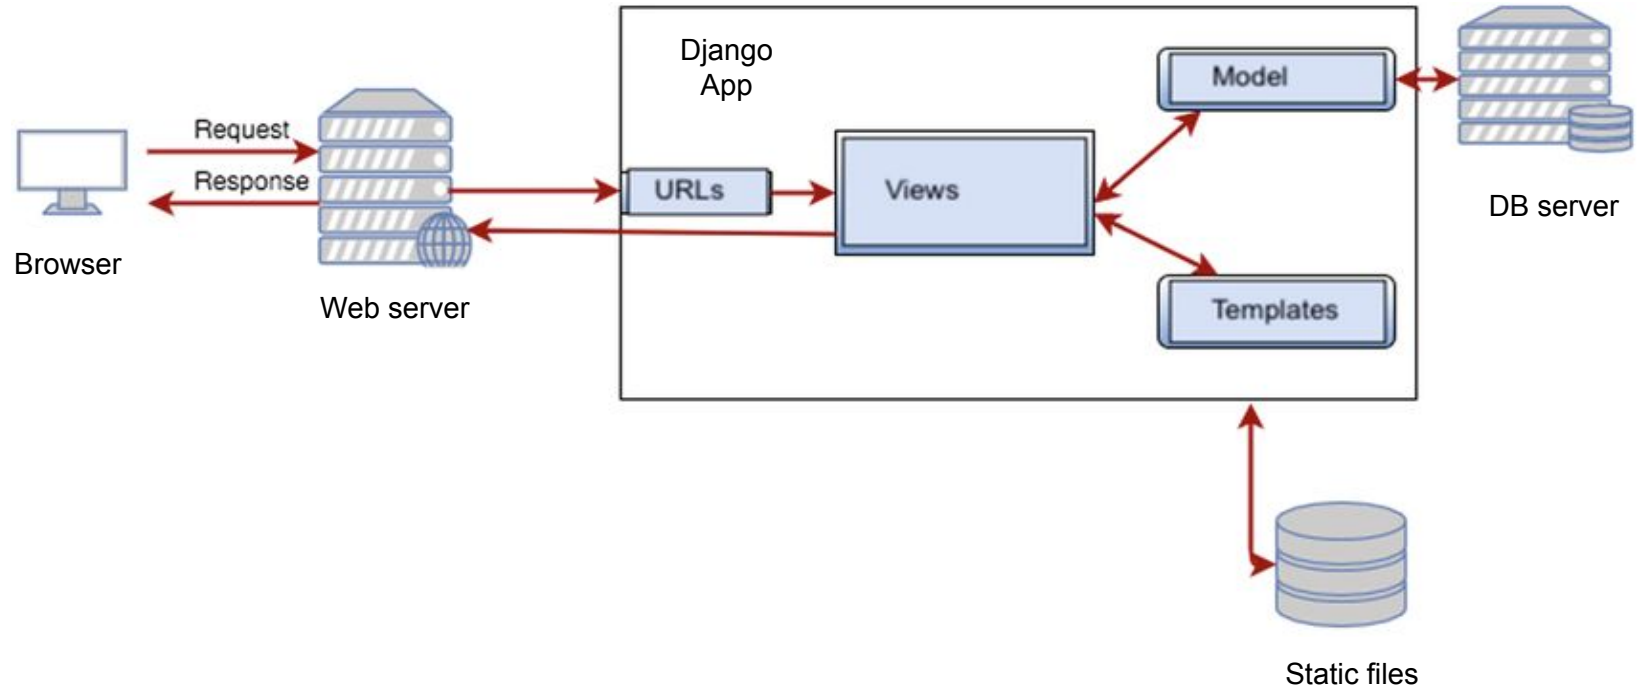 Django
App
Model
Request
Response
URLs
Views
DB server
Browser
Web server
Templates
Static files